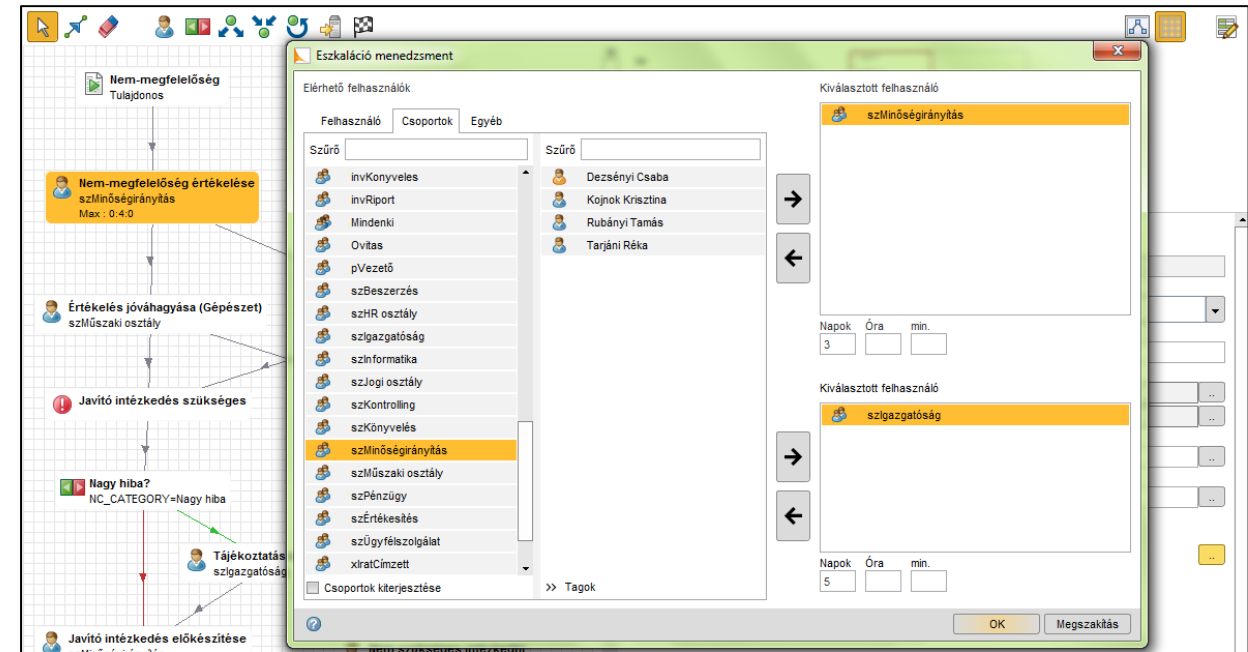 Nem-megfelelőség
Tulajdonos
Nem-megfelelőség értékelése
szMinőségirányítás
Max : 0:4:0
Értékelés jóváhagyása (Gépészet)
szMűszaki osztály
Javító intézkedés szükséges
Nagy hiba?
NC_CATEGORY=Nagy hiba
Tájékoztatás
szIgazgatóság
Javító intézkedés előkészítése
Eszkaláció menedzsment
Elérhető felhasználók
Felhasználó Csoportok Egyéb
Szűrő
invKonyveles
invRiport
Mindenki
Ovitas
pVezető
szBeszerzés
szHR osztály
szIgazgatóság
szInformatika
szJogi osztály
szKontrolling
szKönyvelés
szMinőségirányítás
szMűszaki osztály
szPénzügy
szÉrtékesítés
szÜgyfélszolgálat
xIratCímzett
Csoportok kiterjesztése
Szűrő
Dezsényi Csaba
Kojnok Krisztina
Rubányi Tamás
Tarjáni Réka
>> Tagok
Kiválasztott felhasználó
szMinőségirányítás
Napok Óra min.
3
Kiválasztott felhasználó
szIgazgatóság
Napok Óra min.
5
OK Megszakítás